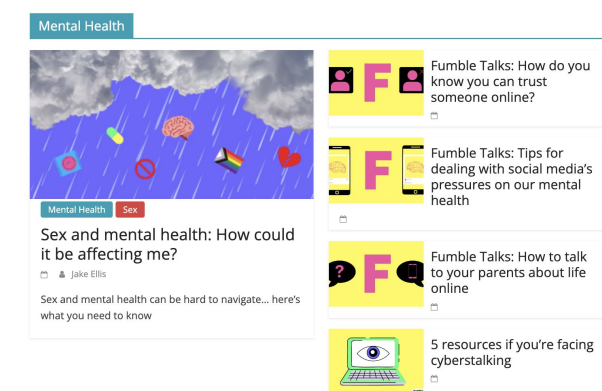 Mental Health
Mental Health
Sex
Sex and mental health: How could
it be affecting me?
Jake Ellis
Sex and mental health can be hard to navigate... here's
what you need to know
F
Fumble Talks: How do you
know you can trust
someone online?
F
Fumble Talks: Tips for
dealing with social media's
pressures on our mental
health
? F
Fumble Talks: How to talk
to your parents about life
online
5 resources if you're facing
cyberstalking